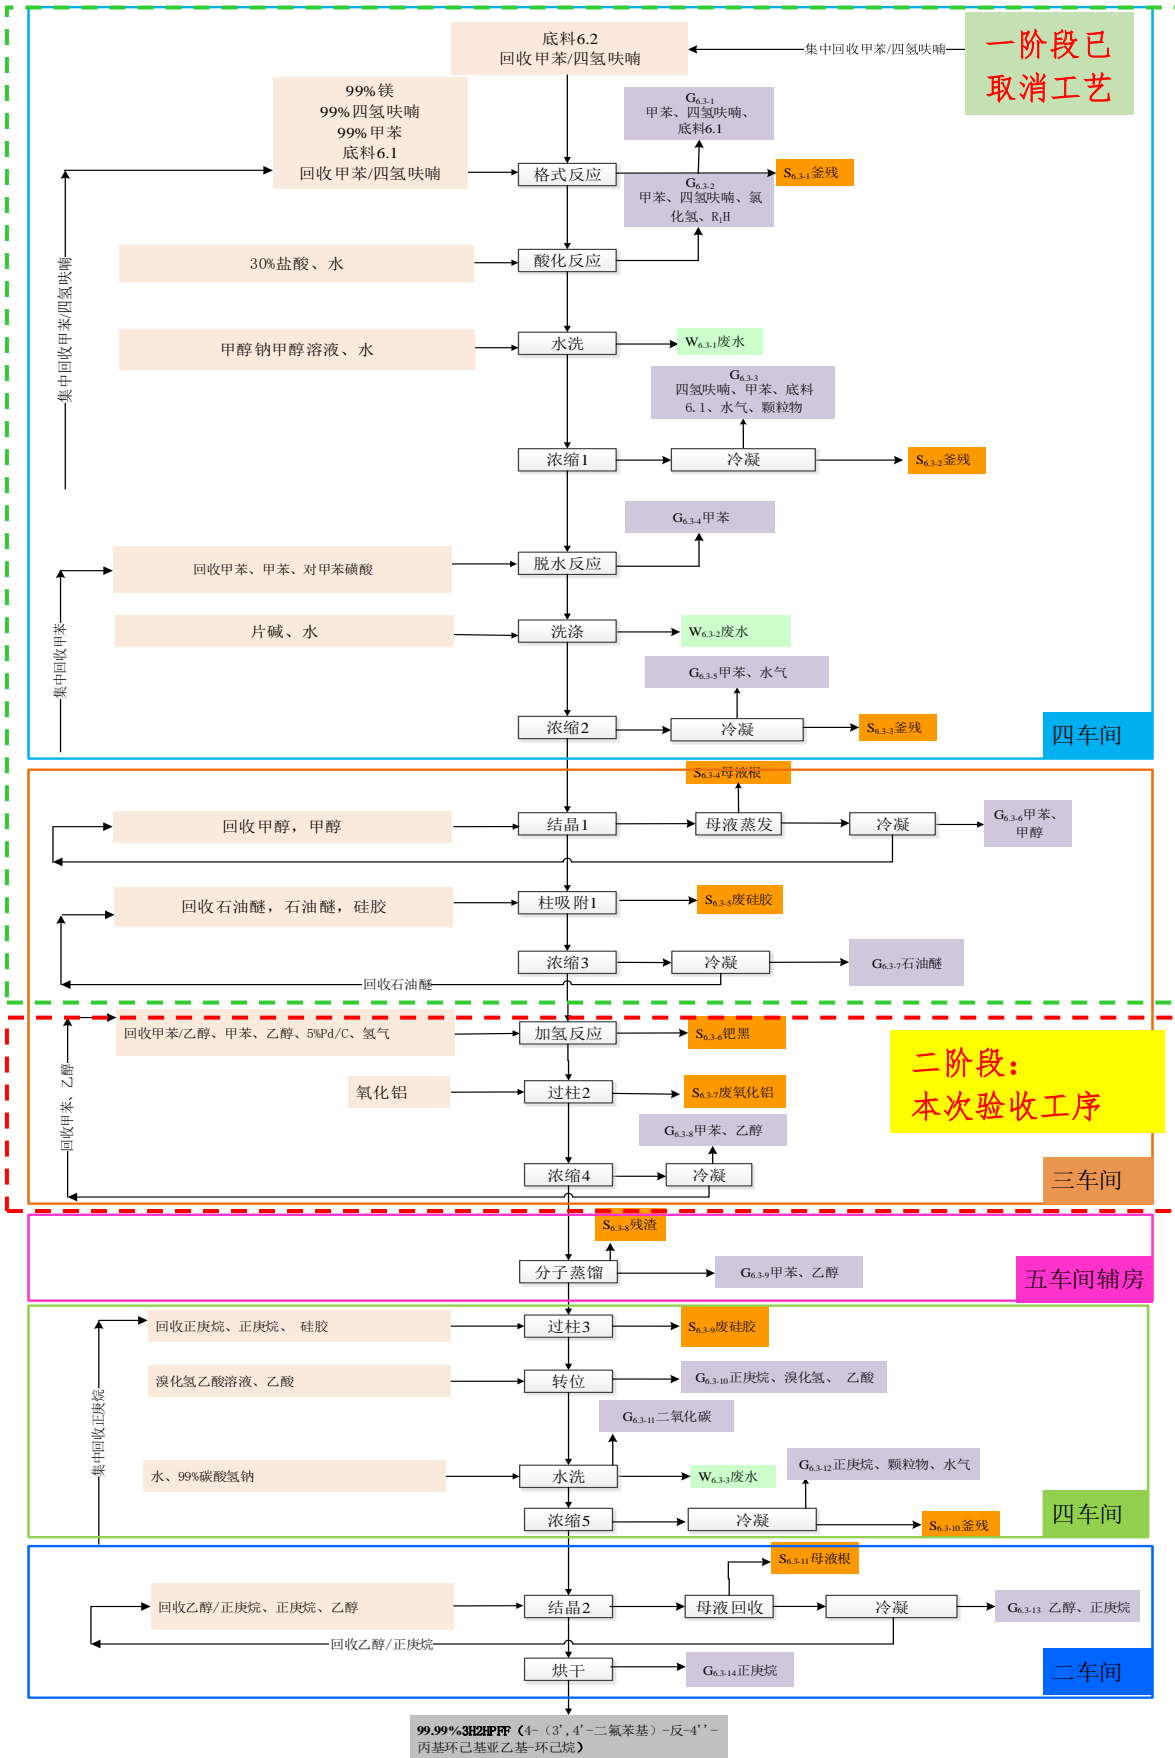 底料6.2
回收甲苯/四氢呋喃
集中回收甲苯/四氢呋喃
一阶段已
取消工艺
99%镁
99%四氢呋喃
99%甲苯
底料6.1
回收甲苯/四氢呋喃
G6.3-1
甲苯、四氢呋喃、
底料6.1
格式反应
S6.3-1釜残
G6.3-2
甲苯、四氢呋喃、氯
化氢、R1H
30%盐酸、水
酸化反应
集中回收甲苯/四氢呋喃
甲醇钠甲醇溶液、水
水洗
W6.3-1废水
G6.3-3
四氢呋喃、甲苯、底料
6.1、水气、颗粒物
浓缩1
冷凝
S6.3-2釜残
G6.3-4甲苯
回收甲苯、甲苯、对甲苯磺酸
脱水反应
片碱、水
洗涤
W6.3-2废水
集中回收甲苯
G6.3-5甲苯、水气
浓缩2
冷凝
S6.3-3釜残
四车间
S6.3-4母液根
回收甲醇，甲醇
结晶1
母液蒸发
冷凝
G6.3-6甲苯、
甲醇
回收石油醚，石油醚，硅胶
柱吸附1
S6.3-5废硅胶
浓缩3
冷凝
G6.3-7石油醚
回收石油醚
回收甲苯/乙醇、甲苯、乙醇、5%Pd/C、氢气
加氢反应
S6.3-6钯黑
二阶段：
本次验收工序
氧化铝
过柱2
S6.3-7废氧化铝
回收甲苯、乙醇
G6.3-8甲苯、乙醇
浓缩4
冷凝
三车间
S6.3-8残渣
分子蒸馏
G6.3-9甲苯、乙醇
五车间辅房
回收正庚烷、正庚烷、 硅胶
过柱3
S6.3-9废硅胶
溴化氢乙酸溶液、乙酸
转位
G6.3-10正庚烷、溴化氢、 乙酸
集中回收正庚烷
G6.3-11二氧化碳
水、99%碳酸氢钠
水洗
W6.3-3废水
G6.3-12正庚烷、颗粒物、水气
浓缩5
冷凝
S6.3-10釜残
四车间
S6.3-11母液根
回收乙醇/正庚烷、正庚烷、乙醇
结晶2
母液回收
冷凝
G6.3-13 乙醇、正庚烷
回收乙醇/正庚烷
烘干
G6.3-14正庚烷
二车间
99.99%3H2HPFF（4-（3',4'-二氟苯基）-反-4''-
丙基环己基亚乙基-环己烷）